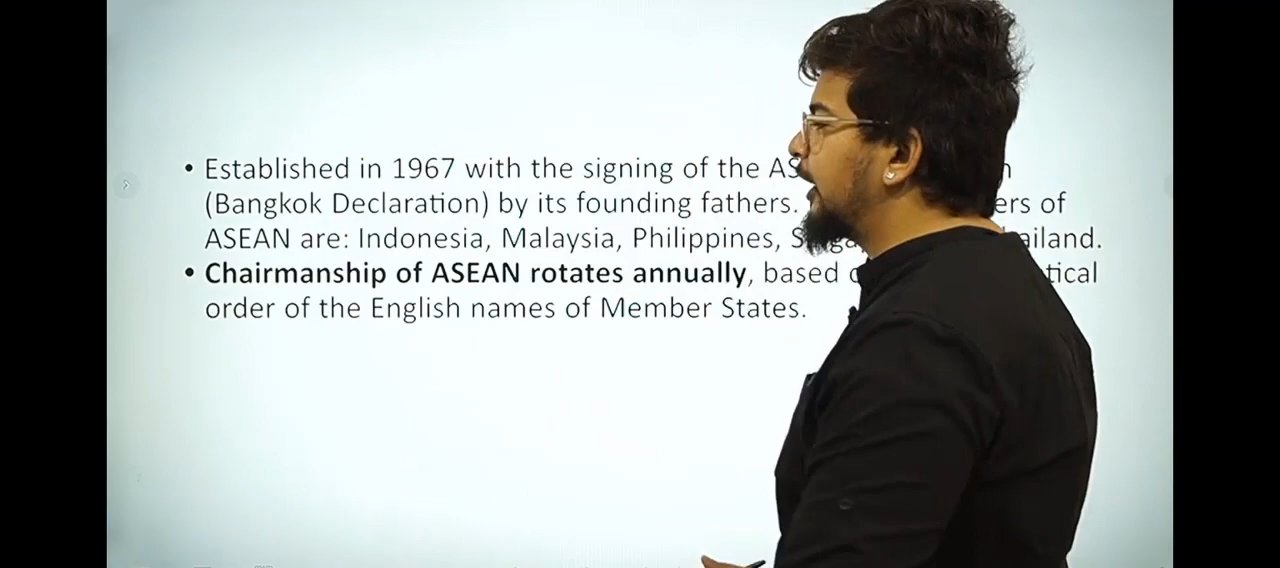 • Established in 1967 with the signing of the AS
(Bangkok Declaration) by its founding fathers. ers of
ASEAN are: Indonesia, Malaysia, Philippines, ailand.
• Chairmanship of ASEAN rotates annually, based tical
order of the English names of Member States.